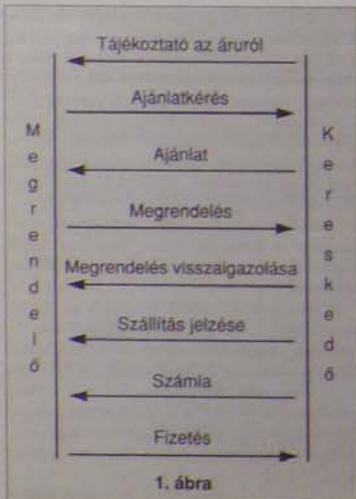 Tájékoztató az áruról
Ajánlatkérés
Ajánlat
Megrendelés
Megrendelés visszaigazolása
Szállítás jelzése
Számla
Fizetés
Megrendelő
Kereskedő
1. ábra